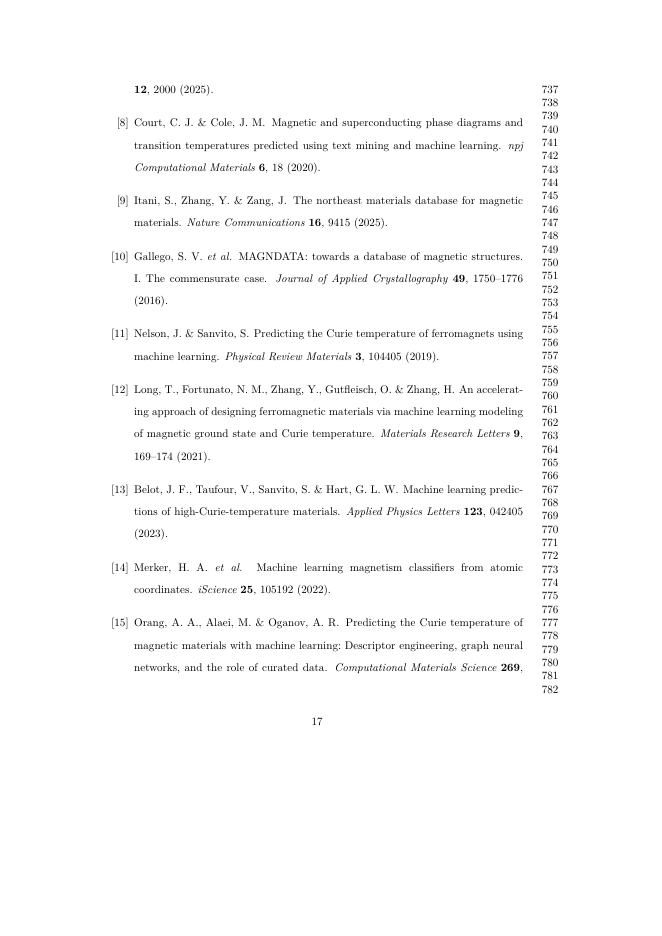 12, 2000 (2025).
[8] Court, C. J. & Cole, J. M. Magnetic and superconducting phase diagrams and
transition temperatures predicted using text mining and machine learning. npj
Computational Materials 6, 18 (2020).
[9] Itani, S., Zhang, Y. & Zang, J. The northeast materials database for magnetic
materials. Nature Communications 16, 9415 (2025).
[10] Gallego, S. V. et al. MAGNDATA: towards a database of magnetic structures.
I. The commensurate case. Journal of Applied Crystallography 49, 1750–1776
(2016).
[11] Nelson, J. & Sanvito, S. Predicting the Curie temperature of ferromagnets using
machine learning. Physical Review Materials 3, 104405 (2019).
[12] Long, T., Fortunato, N. M., Zhang, Y., Gutfleisch, O. & Zhang, H. An accelerat-
ing approach of designing ferromagnetic materials via machine learning modeling
of magnetic ground state and Curie temperature. Materials Research Letters 9,
169–174 (2021).
[13] Belot, J. F., Taufour, V., Sanvito, S. & Hart, G. L. W. Machine learning predic-
tions of high-Curie-temperature materials. Applied Physics Letters 123, 042405
(2023).
[14] Merker, H. A. et al. Machine learning magnetism classifiers from atomic
coordinates. iScience 25, 105192 (2022).
[15] Orang, A. A., Alaei, M. & Oganov, A. R. Predicting the Curie temperature of
magnetic materials with machine learning: Descriptor engineering, graph neural
networks, and the role of curated data. Computational Materials Science 269,
737
738
739
740
741
742
743
744
745
746
747
748
749
750
751
752
753
754
755
756
757
758
759
760
761
762
763
764
765
766
767
768
769
770
771
772
773
774
775
776
777
778
779
780
781
782
17